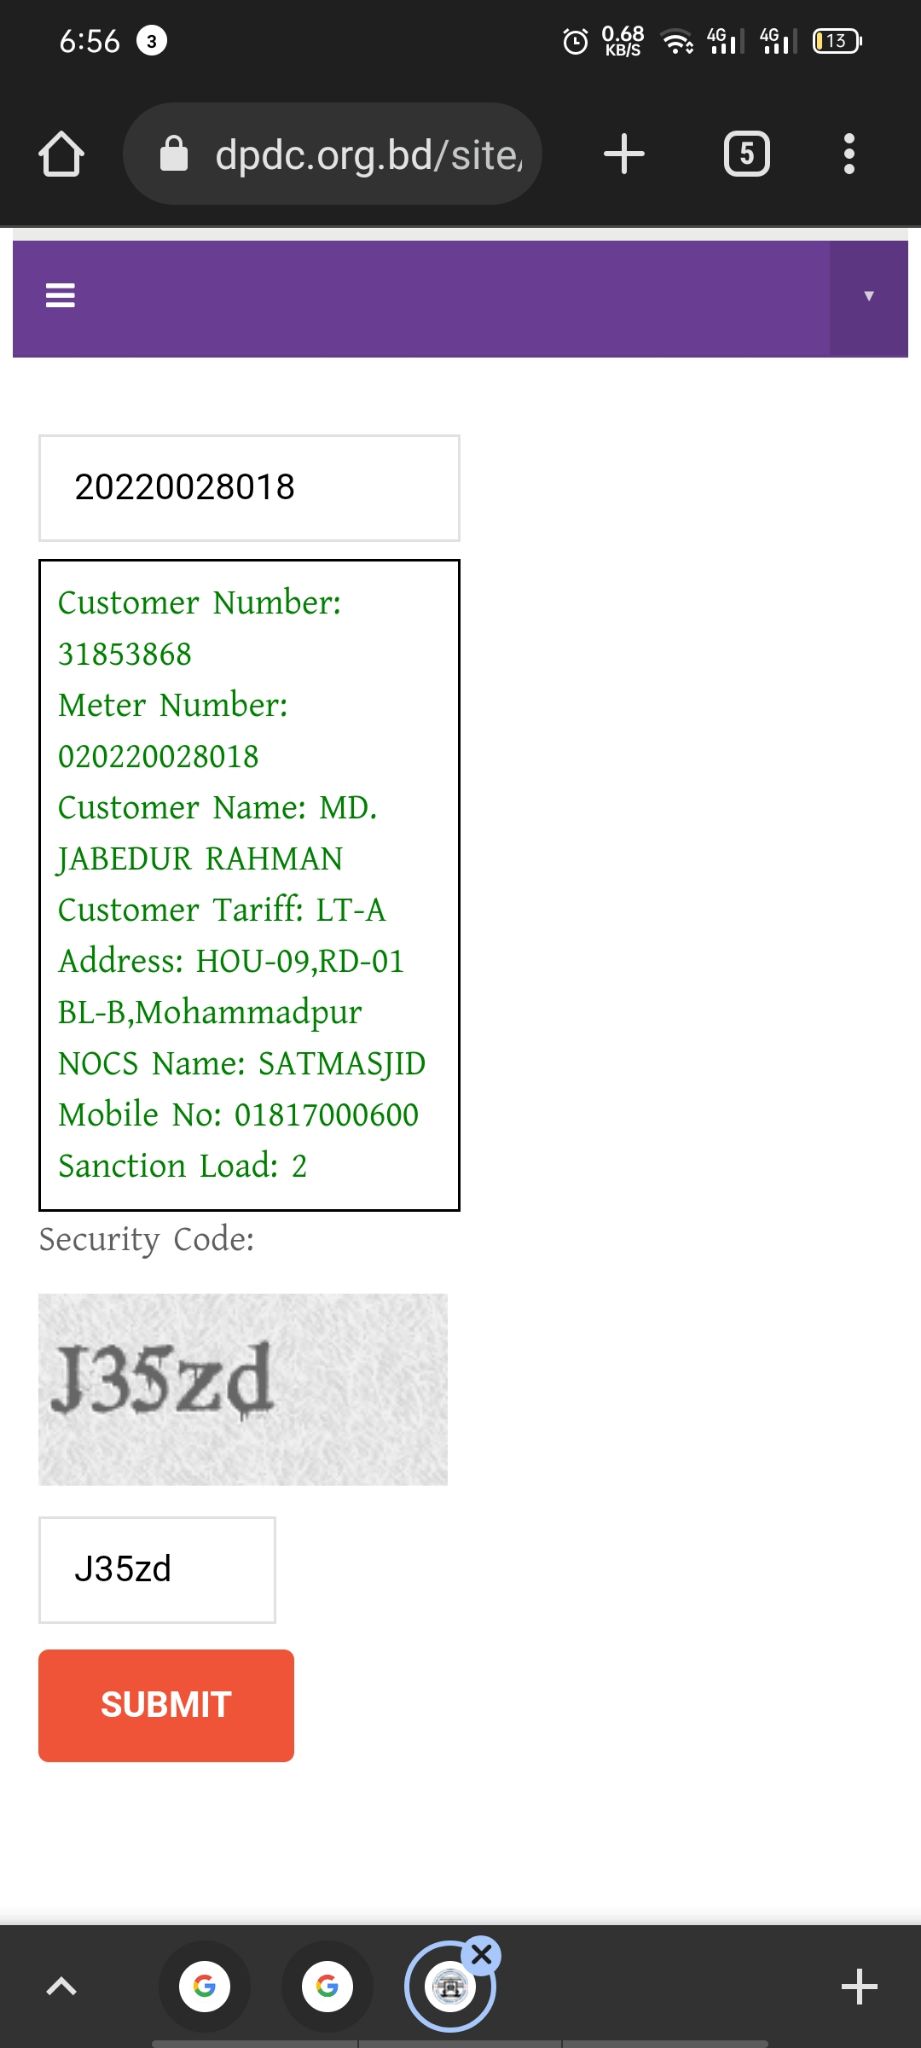 6:56 3 0.68 KB/S 4G 4G 13
dpdc.org.bd/site/ 5
20220028018
Customer Number:
31853868
Meter Number:
020220028018
Customer Name: MD.
JABEDUR RAHMAN
Customer Tariff: LT-A
Address: HOU-09,RD-01
BL-B,Mohammadpur
NOCS Name: SATMASJID
Mobile No: 01817000600
Sanction Load: 2
Security Code:
J35zd
J35zd
SUBMIT
G G